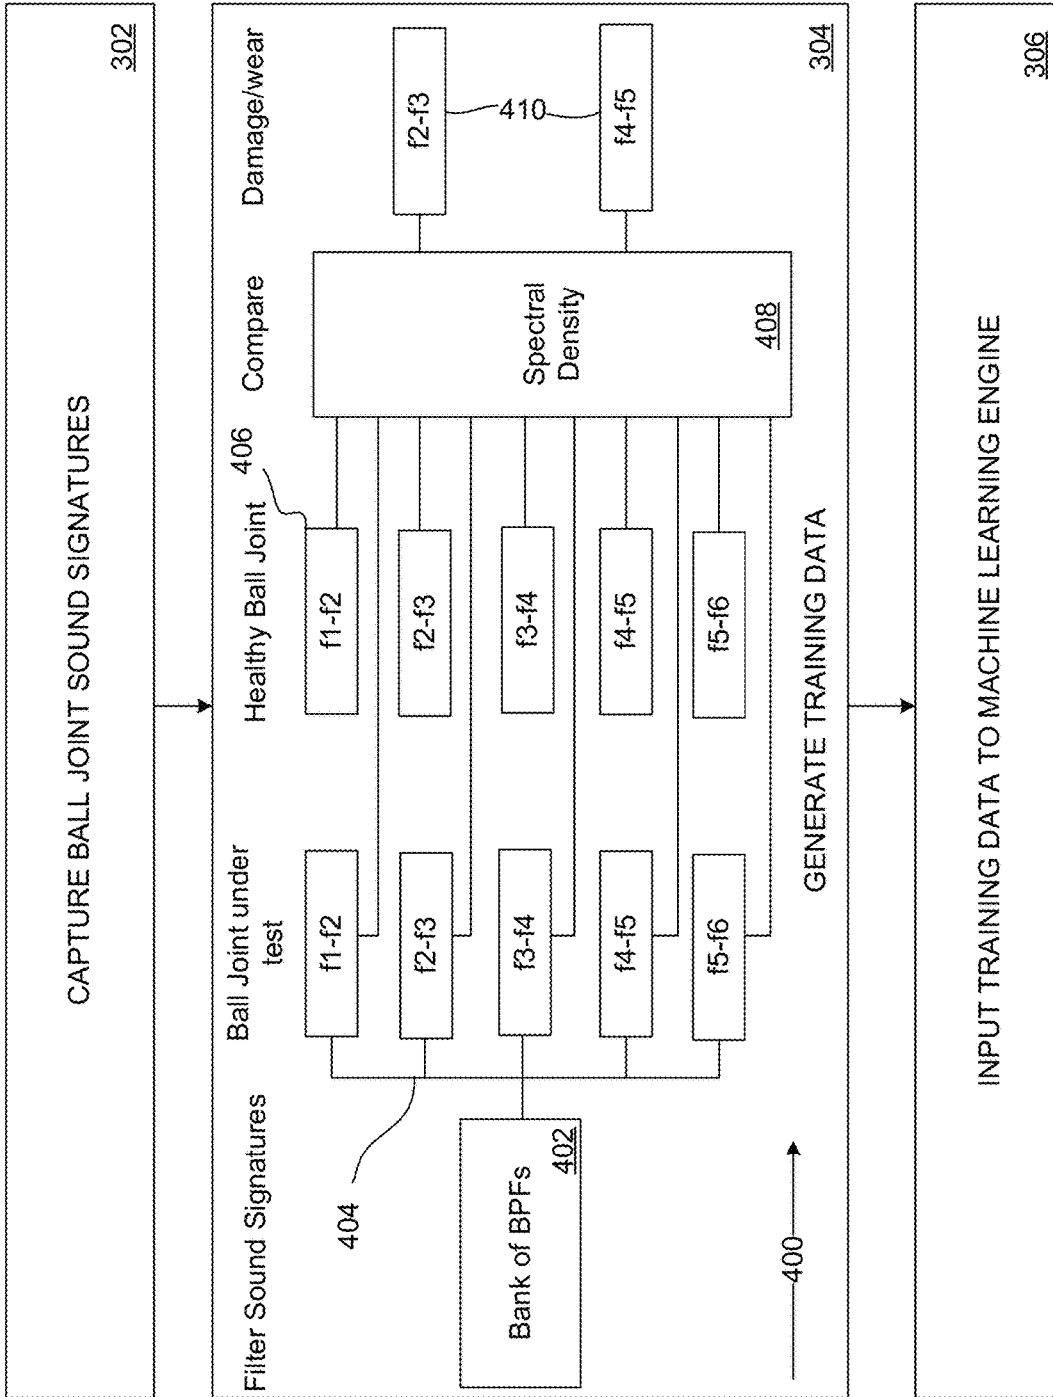 CAPTURE BALL JOINT SOUND SIGNATURES
302
Filter Sound Signatures
Ball Joint under
test
Healthy Ball Joint
Compare
Damage/wear
406
404
f1-f2
f1-f2
f2-f3
f2-f3
f2-f3
f3-f4
f3-f4
f4-f5
f4-f5
f4-f5
f5-f6
f5-f6
Bank of BPFs
402
Spectral
Density
408
410
400
GENERATE TRAINING DATA
304
INPUT TRAINING DATA TO MACHINE LEARNING ENGINE
306